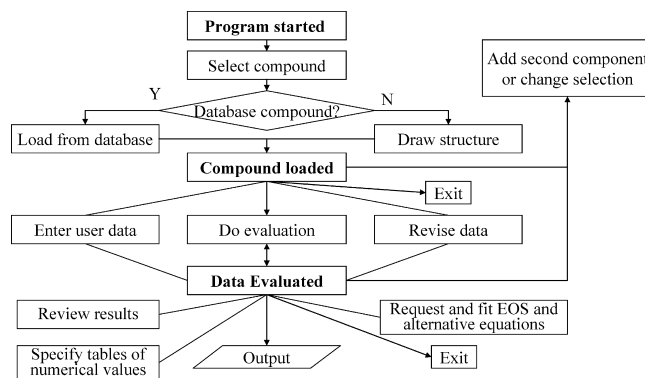 Program started
Select compound
Add second component
or change selection
Y
Database compound?
N
Load from database
Draw structure
Compound loaded
Exit
Enter user data
Do evaluation
Revise data
Data Evaluated
Review results
Request and fit EOS and
alternative equations
Specify tables of
numerical values
Output
Exit